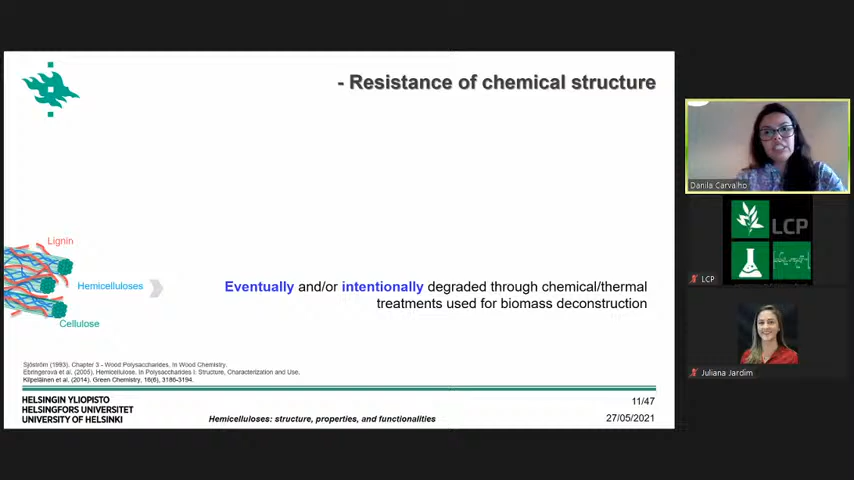 - Resistance of chemical structure
Lignin
Hemicelluloses
Cellulose
Eventually and/or intentionally degraded through chemical/thermal
treatments used for biomass deconstruction
Sjöström (1993). Chapter 3 - Wood Polysaccharides. In Wood Chemistry.
Ebringerová et al. (2005), Hemicellulose. In Polysaccharides I: Structure, Characterization and Use.
Kilpeläinen et al. (2014). Green Chemistry, 16(6), 3186-3194.
HELSINGIN YLIOPISTO
HELSINGFORS UNIVERSITET
UNIVERSITY OF HELSINKI
Hemicelluloses: structure, properties, and functionalities
11/47
27/05/2021
Danila Carvalho
LCP
LCP
Juliana Jardim